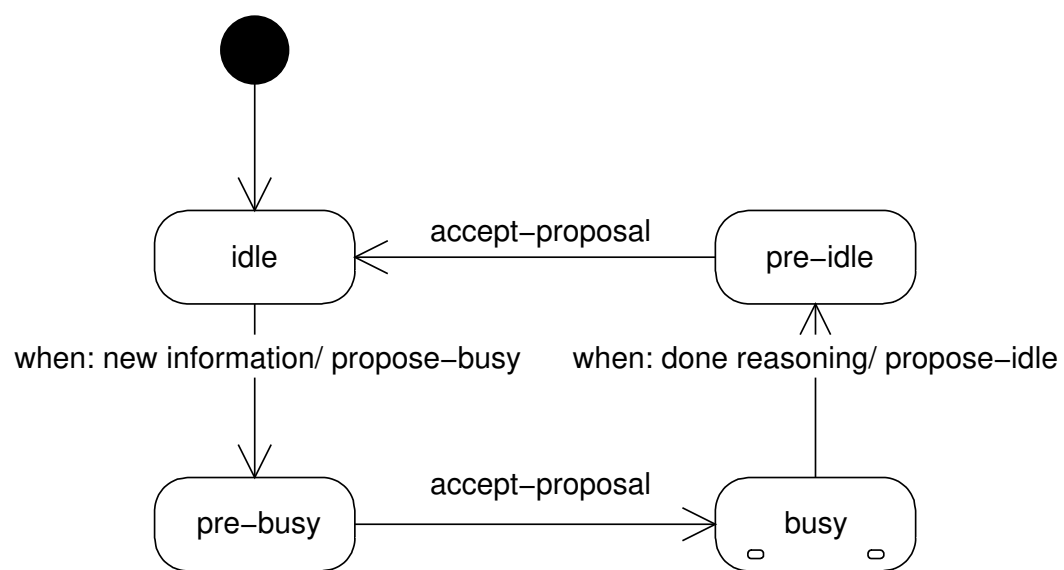 idle
accept−proposal
pre−idle
when: new information/ propose−busy
when: done reasoning/ propose−idle
pre−busy
accept−proposal
busy